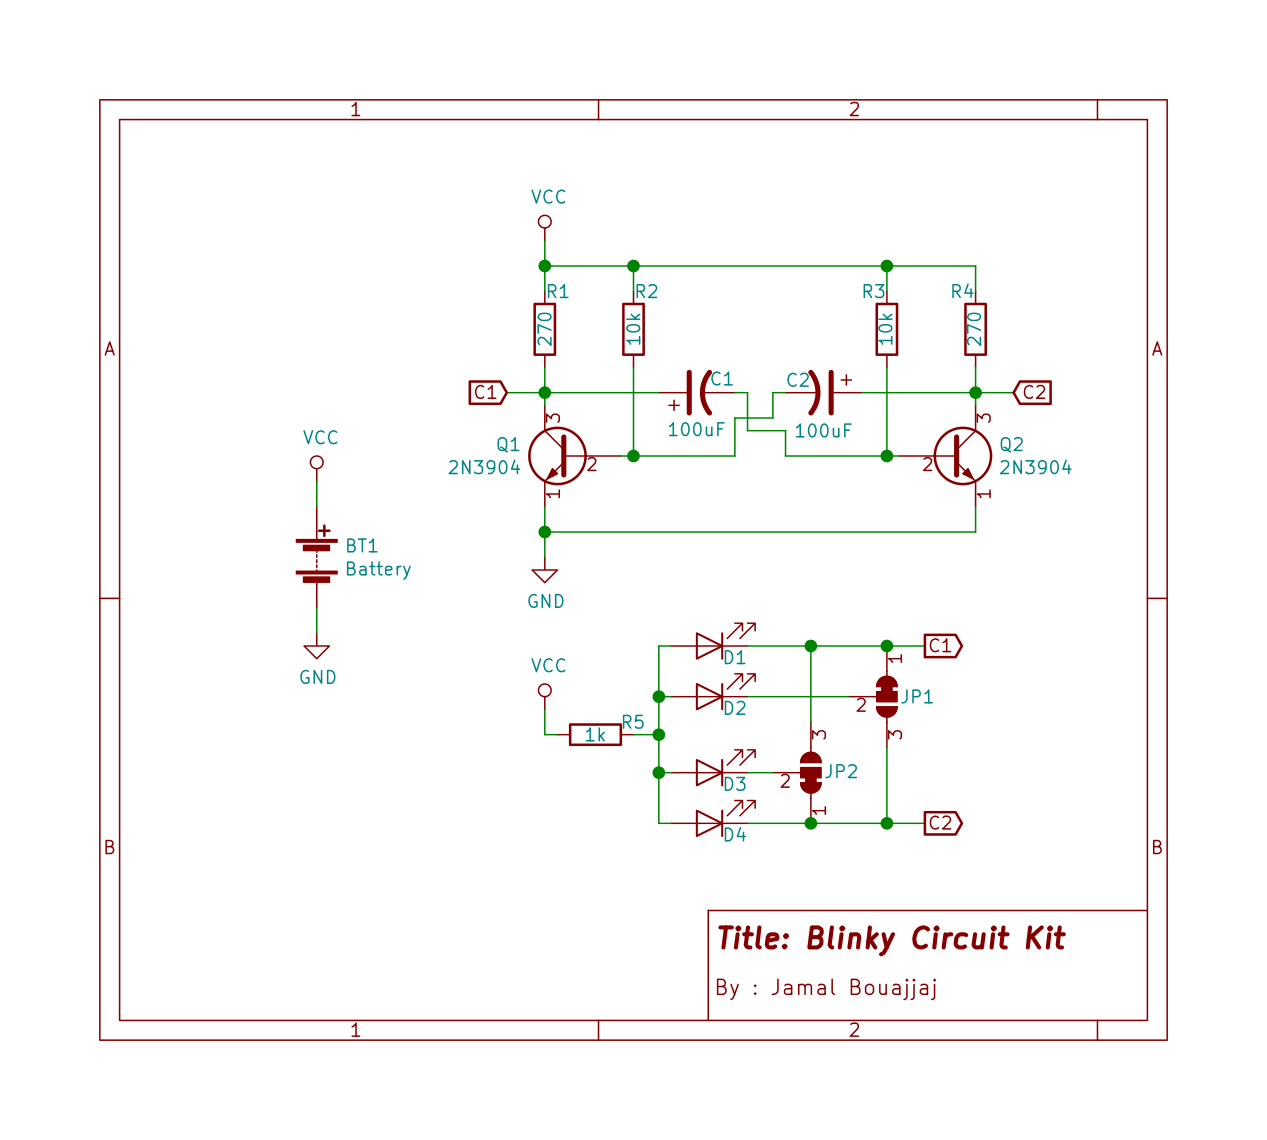 1 2
VCC
R1 R2 R3 R4
270 10k 10k 270
A A
C1 C1 C2 + C2
+ 3 3
100uF 100uF
VCC Q1 Q2
2N3904 2 2 2N3904
1 1
+
BT1
Battery
GND
GND
VCC
D1 C1
1
D2 2 JP1
R5
1k 3 3
D3 2 JP2
1
D4 C2
B B
Title: Blinky Circuit Kit
By : Jamal Bouajjaj
1 2